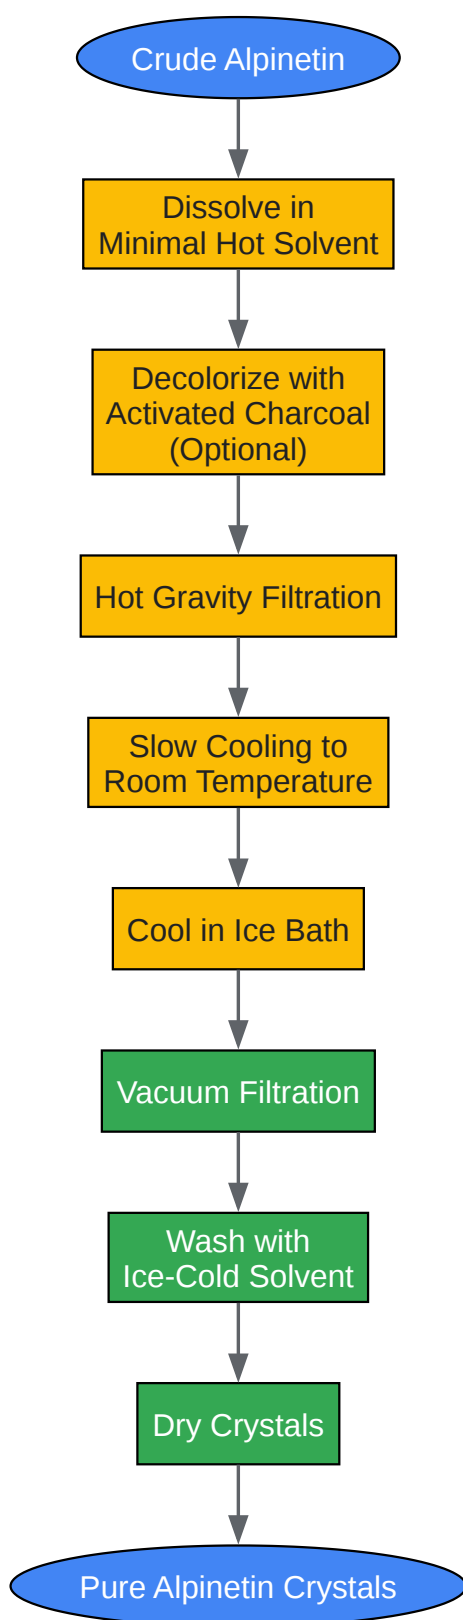 Crude Alpinetin
Dissolve in
Minimal Hot Solvent
Decolorize with
Activated Charcoal
(Optional)
Hot Gravity Filtration
Slow Cooling to
Room Temperature
Cool in Ice Bath
Vacuum Filtration
Wash with
Ice-Cold Solvent
Dry Crystals
Pure Alpinetin Crystals